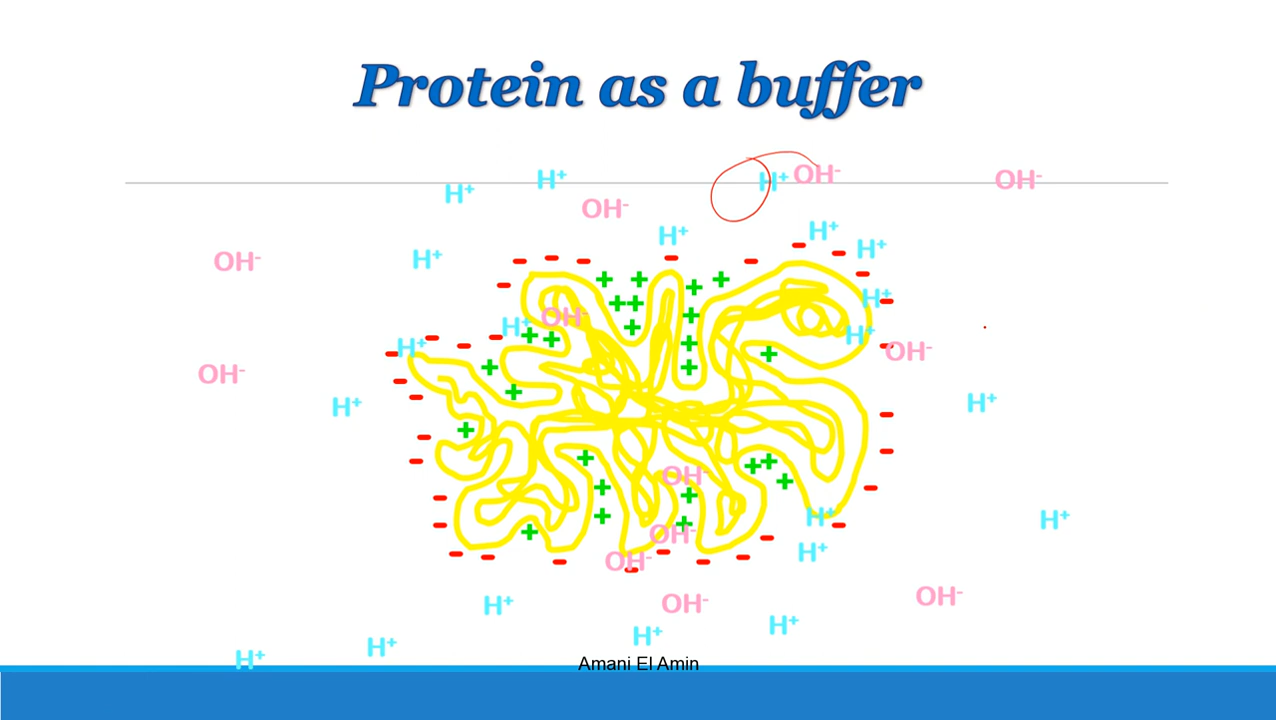 Protein as a buffer
OH⁻
H⁺ H⁺ H⁺ OH⁻
H⁺ OH⁻
H⁺ H⁺
OH⁻ H⁺ H⁺
H⁺
H⁺ OH⁻ H⁺
H⁺ OH⁻
OH⁻
H⁺ H⁺
OH⁻
H⁺ H⁺
OH⁻ H⁺
OH⁻
H⁺ OH⁻ OH⁻
H⁺ H⁺
H⁺ H⁺
Amani El Amin